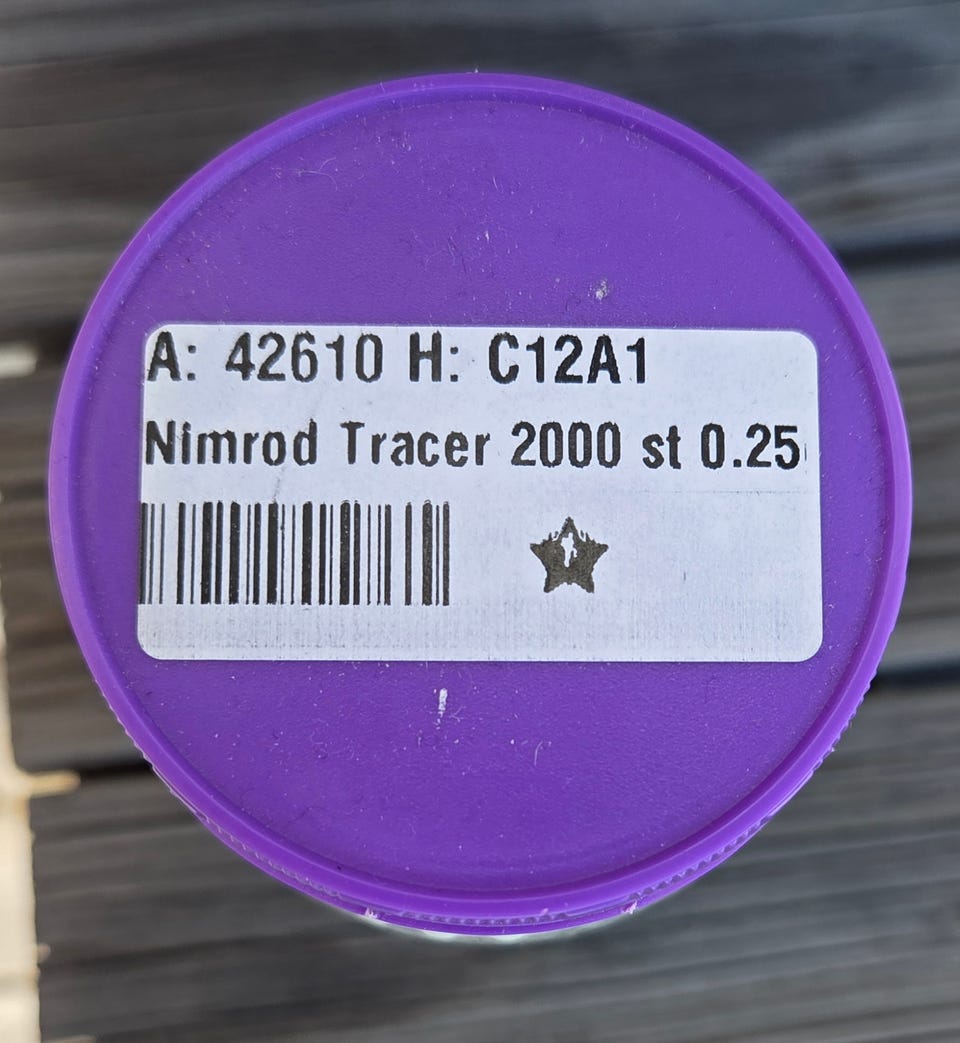 A: 42610 H: C12A1
Nimrod Tracer 2000 st 0.25